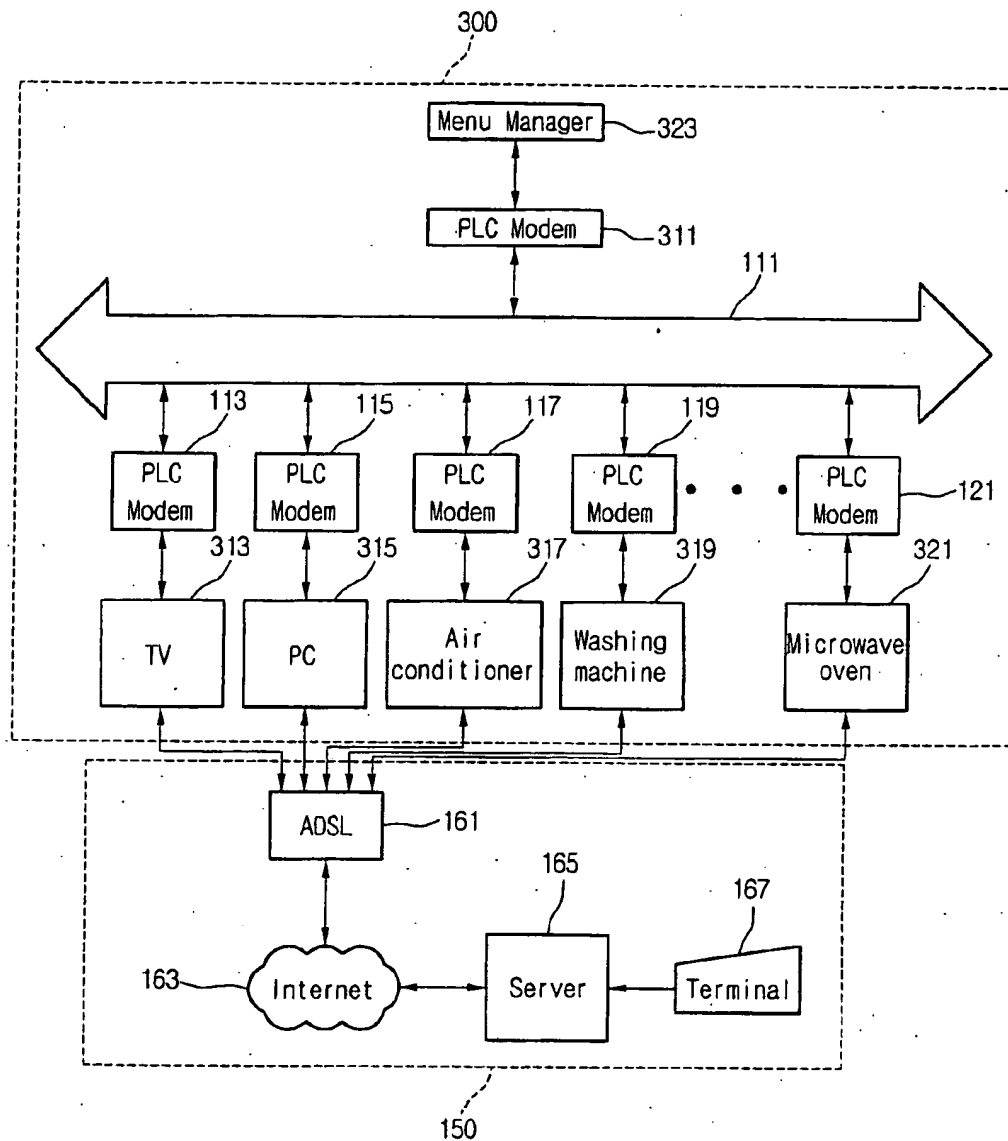 300
Menu Manager
323
PLC Modem
311
111
113
115
117
119
PLC
Modem
PLC
Modem
PLC
Modem
PLC
Modem
PLC
Modem
121
313
315
317
319
321
TV
PC
Air
conditioner
Washing
machine
Microwave
oven
ADSL
161
165
167
163
Internet
Server
Terminal
150